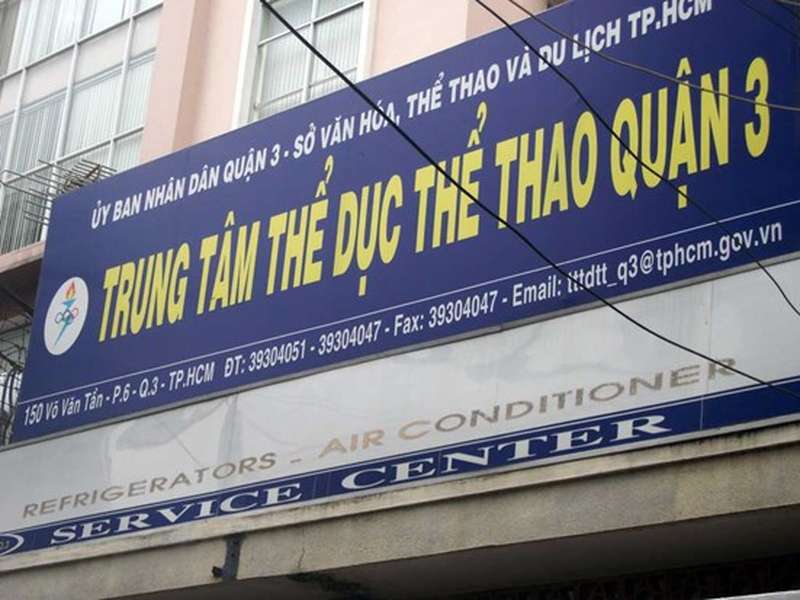 ỦY BAN NHÂN DÂN QUẬN 3 - SỞ VĂN HÓA, THỂ THAO VÀ DU LỊCH TP.HCM
TRUNG TÂM THỂ DỤC THỂ THAO QUẬN 3
150 Võ Văn Tần - P.6 - Q.3 - TP.HCM ĐT: 39304051 - 39304047 - Fax: 39304047 - Email: tttdtt_q3@tphcm.gov.vn
REFRIGERATORS - AIR CONDITIONER
SERVICE CENTER